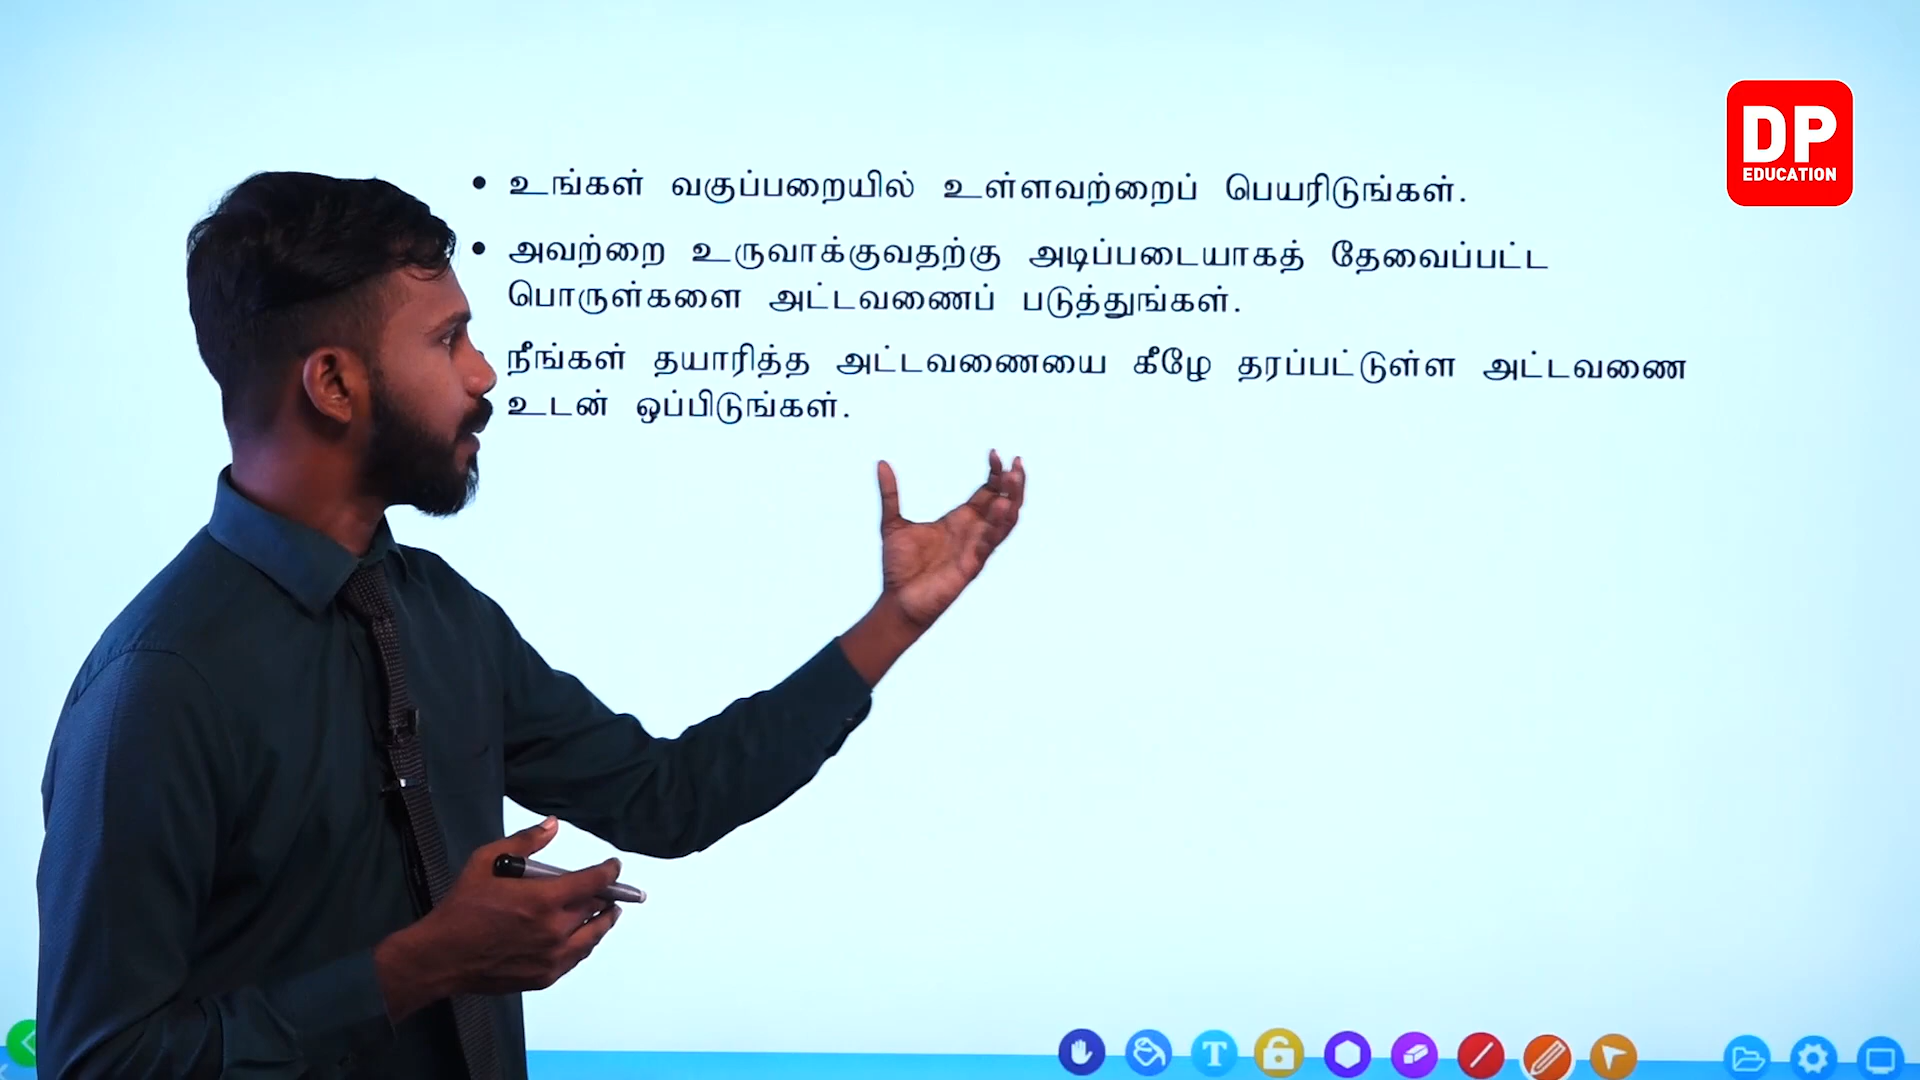 DP
EDUCATION
• உங்கள் வகுப்பறையில் உள்ளவற்றைப் பெயரிடுங்கள்.
• அவற்றை உருவாக்குவதற்கு அடிப்படையாகத் தேவைப்பட்ட
பொருள்களை அட்டவணைப் படுத்துங்கள்.
நீங்கள் தயாரித்த அட்டவணையை கீழே தரப்பட்டுள்ள அட்டவணை
உடன் ஒப்பிடுங்கள்.
T